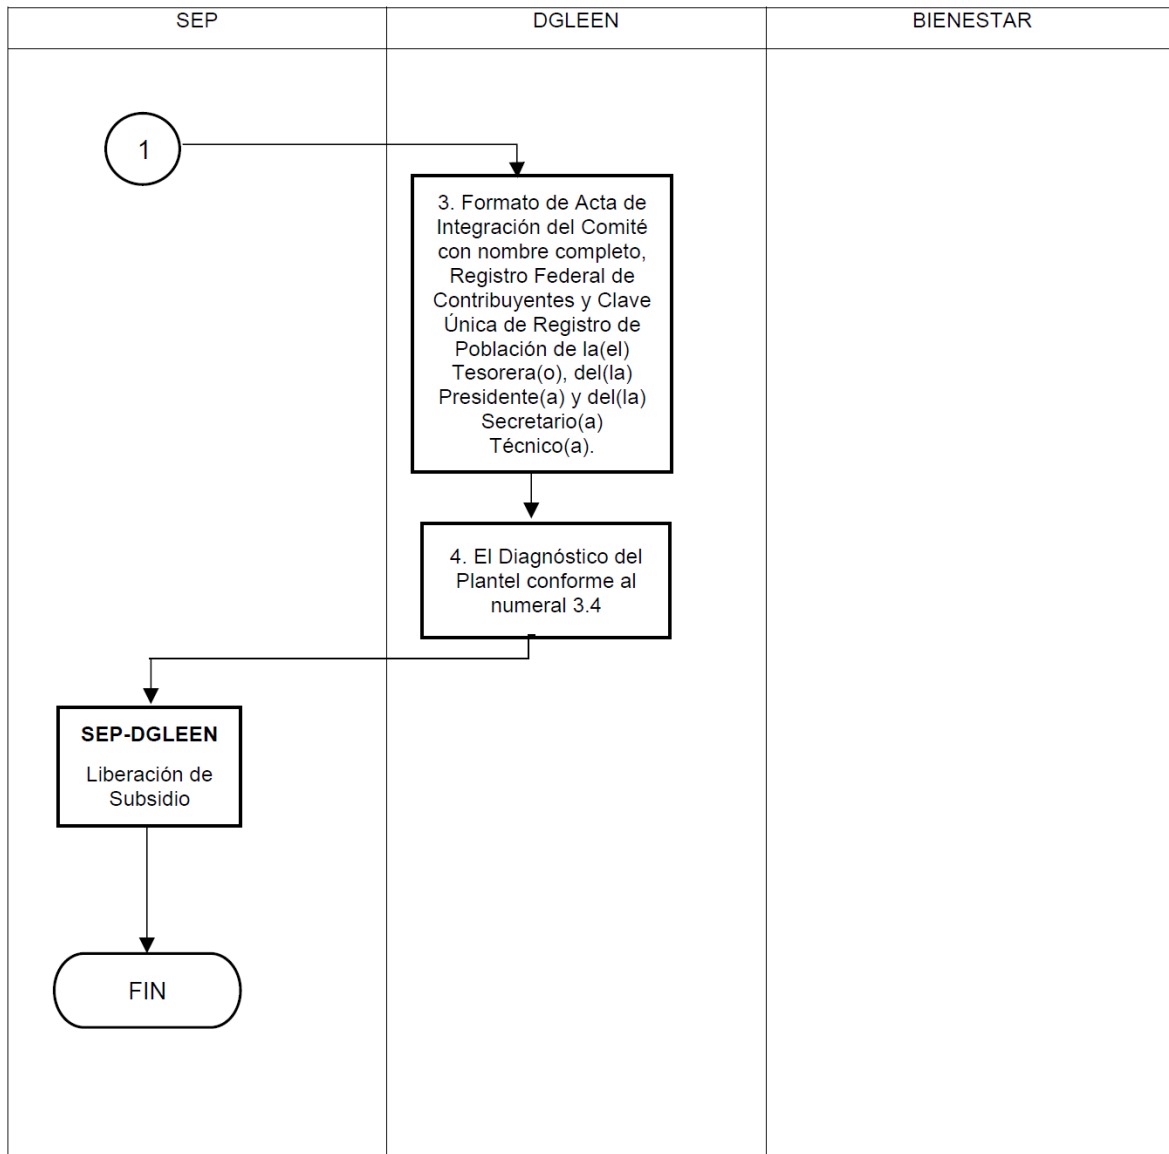 SEP
DGLEEN
BIENESTAR
1
3. Formato de Acta de
Integración del Comité
con nombre completo,
Registro Federal de
Contribuyentes y Clave
Única de Registro de
Población de la(el)
Tesorera(o), del(la)
Presidente(a) y del(la)
Secretario(a)
Técnico(a).
4. El Diagnóstico del
Plantel conforme al
numeral 3.4
SEP-DGLEEN
Liberación de
Subsidio
FIN